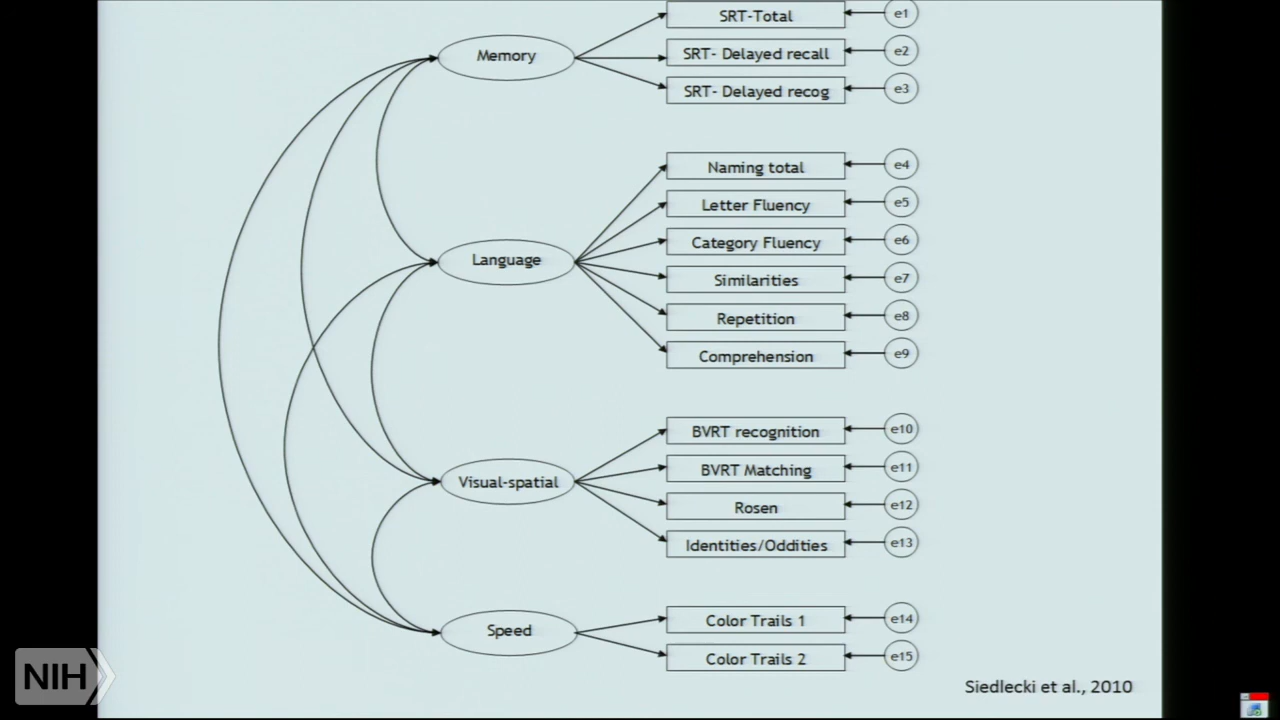 SRT-Total
e1
Memory
SRT- Delayed recall
e2
SRT- Delayed recog
e3
Naming total
e4
Letter Fluency
e5
Category Fluency
e6
Language
Similarities
e7
Repetition
e8
Comprehension
e9
BVRT recognition
e10
BVRT Matching
e11
Visual-spatial
Rosen
e12
Identities/Oddities
e13
Color Trails 1
e14
Speed
Color Trails 2
e15
NIH
Siedlecki et al., 2010